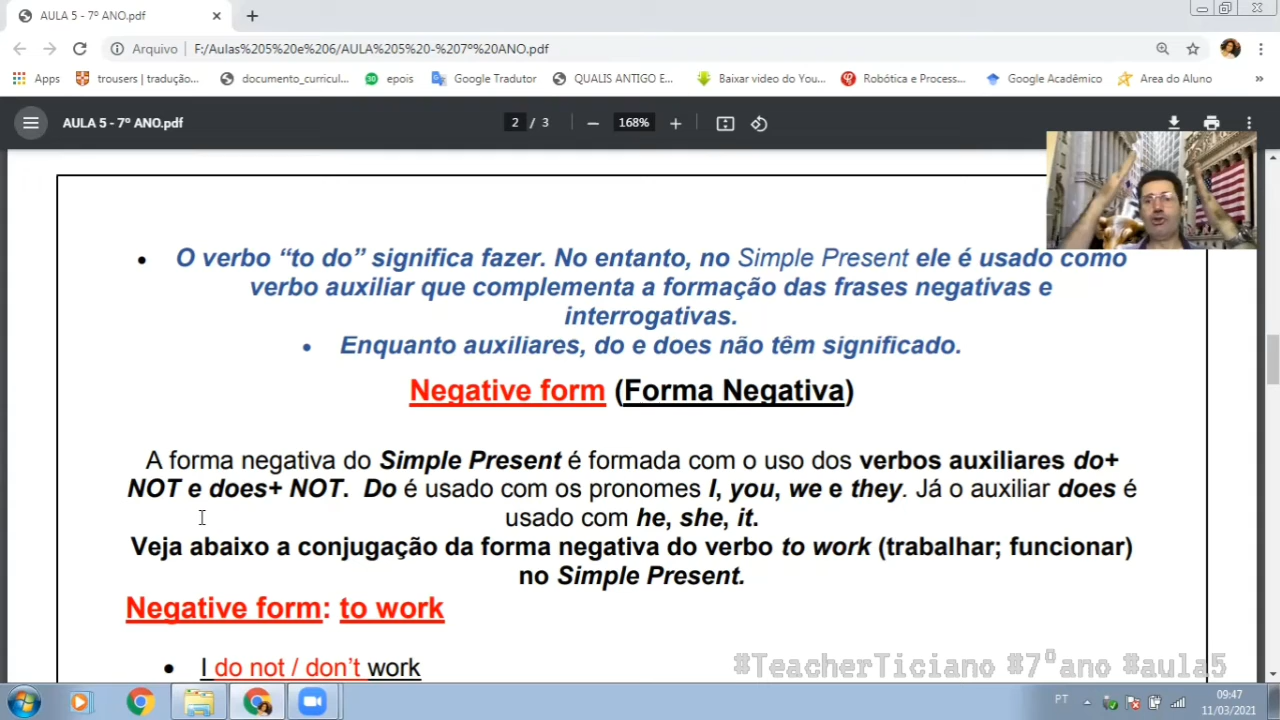 AULA 5 - 7º ANO.pdf
Arquivo
F:/Aulas%205%20e%206/AULA%205%20-%207º%20ANO.pdf
Apps
trousers | tradução...
documento_curricul...
epois
Google Tradutor
QUALIS ANTIGO E...
Baixar video do You...
Robótica e Process...
Google Acadêmico
Area do Aluno
»
AULA 5 - 7º ANO.pdf
2 / 3
168%
• O verbo “to do” significa fazer. No entanto, no Simple Present ele é usado como
verbo auxiliar que complementa a formação das frases negativas e
interrogativas.
• Enquanto auxiliares, do e does não têm significado.
Negative form (Forma Negativa)
A forma negativa do Simple Present é formada com o uso dos verbos auxiliares do+
NOT e does+ NOT. Do é usado com os pronomes I, you, we e they. Já o auxiliar does é
usado com he, she, it.
Veja abaixo a conjugação da forma negativa do verbo to work (trabalhar; funcionar)
no Simple Present.
Negative form: to work
• I do not / don’t work
#TeacherTiciano #7ºano #aula5
PT
09:47
11/03/2021